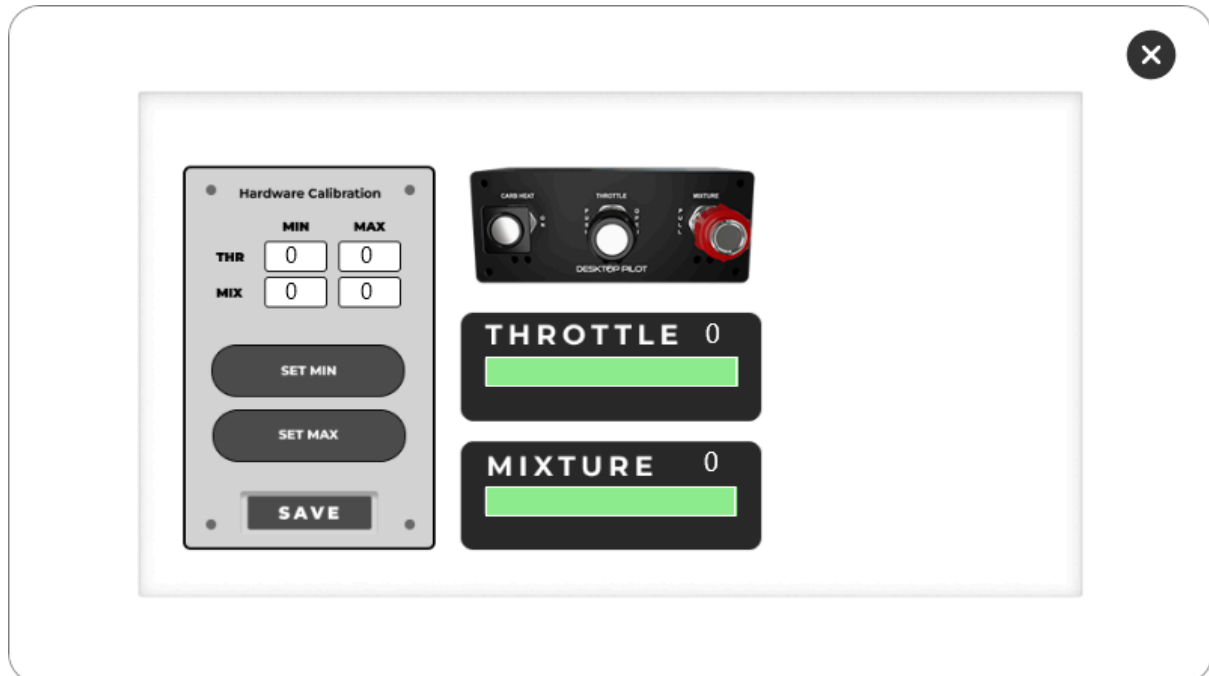 Hardware Calibration
MIN MAX
THR 0 0
MIX 0 0
SET MIN
SET MAX
SAVE
CARB HEAT THROTTLE MIXTURE
PULL
DESKTOP PILOT
THROTTLE 0
MIXTURE 0